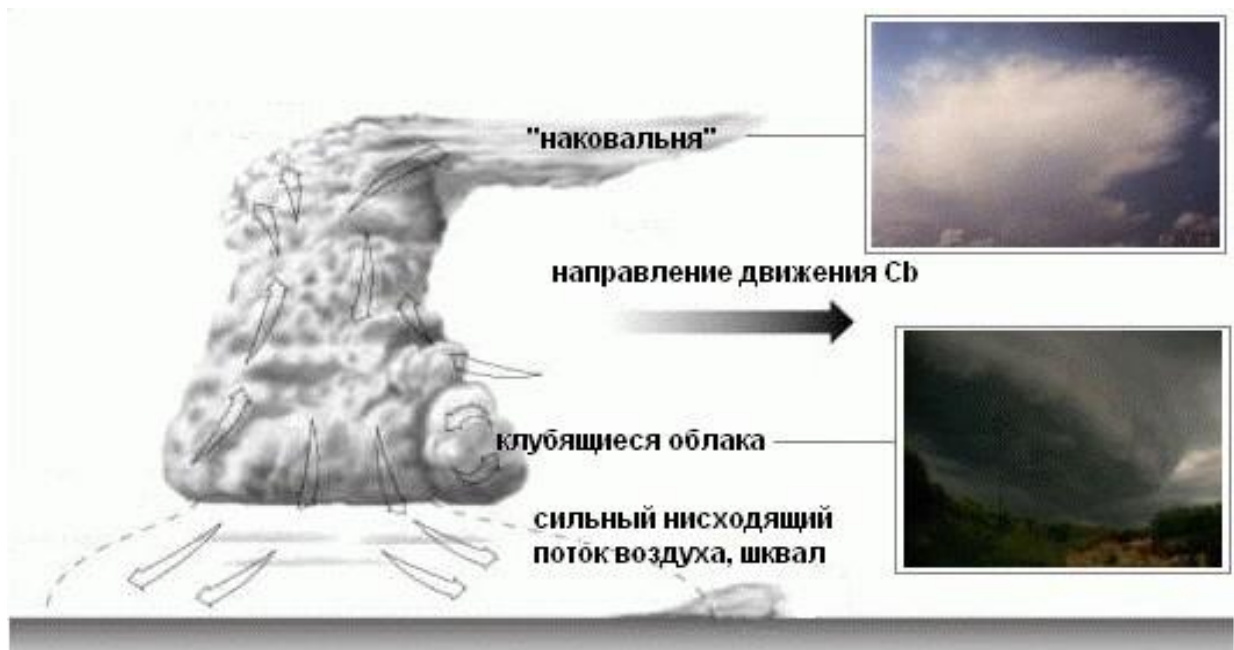 "наковальня"
направление движения Cb
клубящиеся облака
сильный нисходящий
поток воздуха, шквал